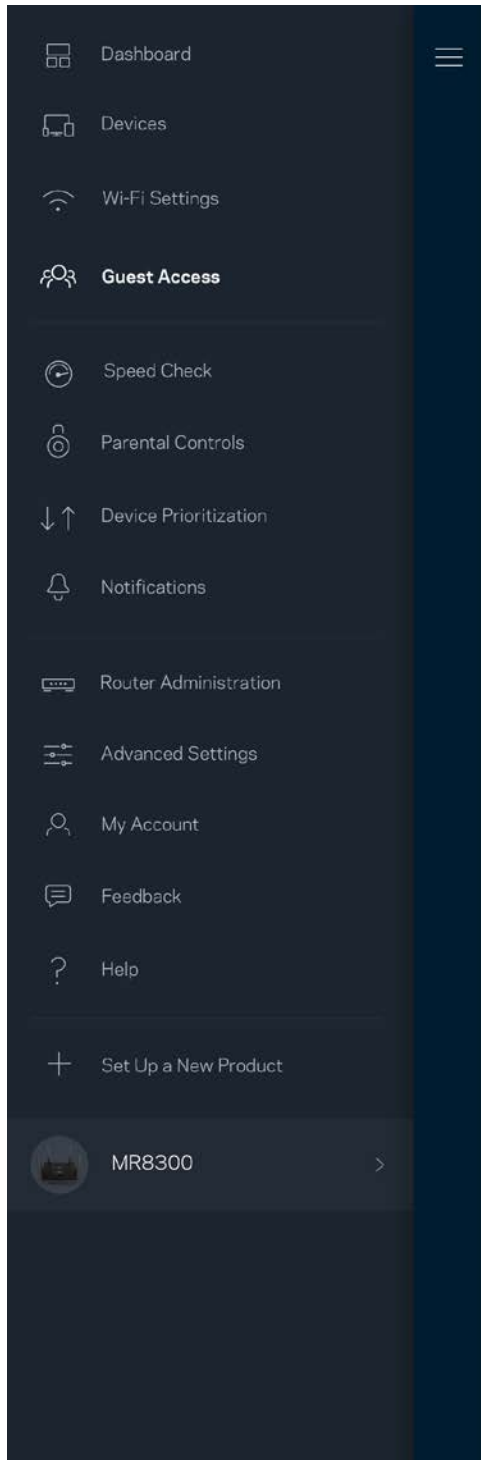 Dashboard
Devices
Wi-Fi Settings
Guest Access
Speed Check
Parental Controls
Device Prioritization
Notifications
Router Administration
Advanced Settings
My Account
Feedback
Help
Set Up a New Product
MR8300